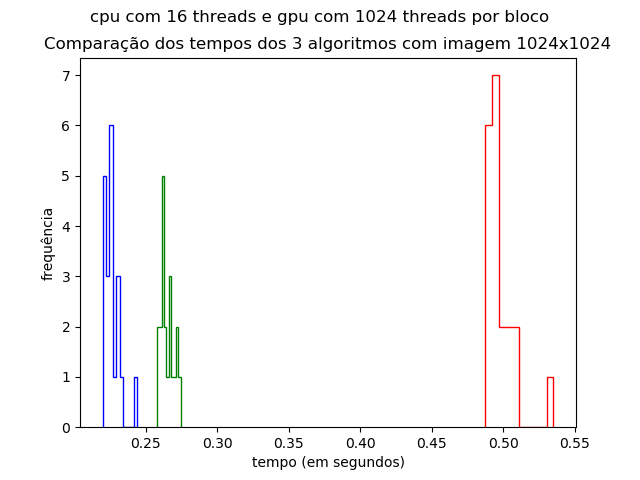 cpu com 16 threads e gpu com 1024 threads por bloco
Comparação dos tempos dos 3 algoritmos com imagem 1024x1024
7
6
5
4
3
2
1
0
frequência
0.25 0.30 0.35 0.40 0.45 0.50 0.55
tempo (em segundos)